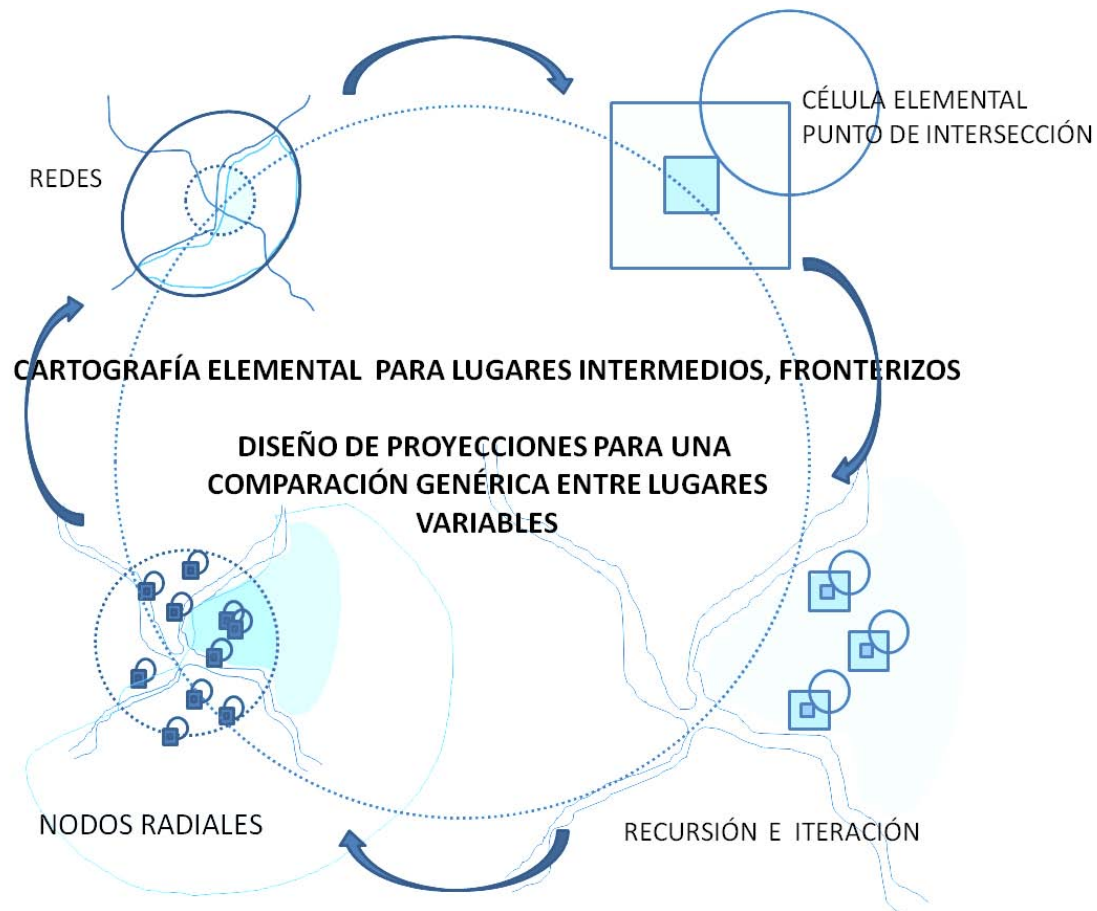 CÉLULA ELEMENTAL
PUNTO DE INTERSECCIÓN
REDES
CARTOGRAFÍA ELEMENTAL PARA LUGARES INTERMEDIOS, FRONTERIZOS
DISEÑO DE PROYECCIONES PARA UNA
COMPARACIÓN GENÉRICA ENTRE LUGARES
VARIABLES
NODOS RADIALES
RECURSIÓN E ITERACIÓN